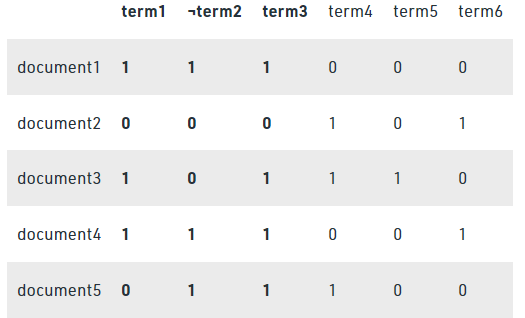 term1 ¬term2 term3 term4 term5 term6
document1 1 1 1 0 0 0
document2 0 0 0 1 0 1
document3 1 0 1 1 1 0
document4 1 1 1 0 0 1
document5 0 1 1 1 0 0